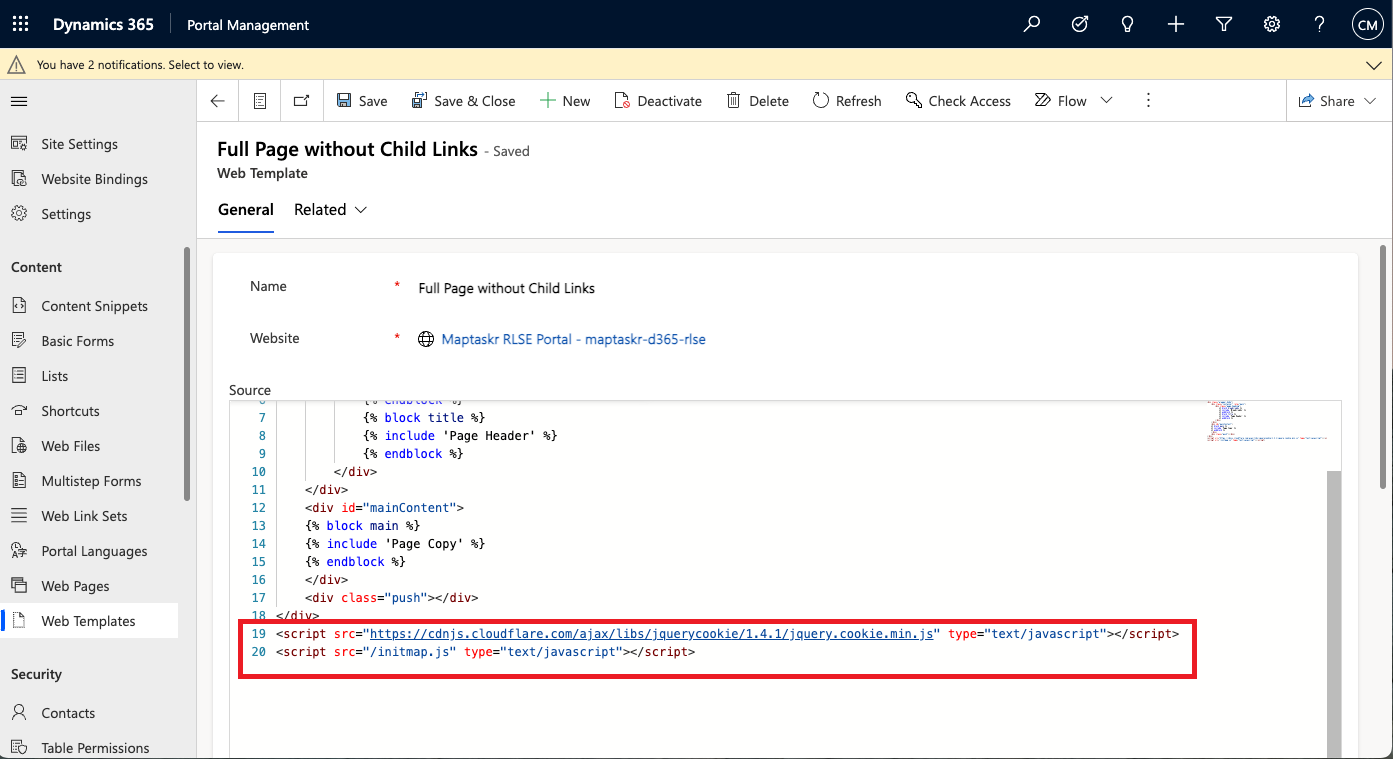 Dynamics 365 Portal Management CM
You have 2 notifications. Select to view.
Save Save & Close New Deactivate Delete Refresh Check Access Flow Share
Site Settings
Website Bindings
Settings
Content
Content Snippets
Basic Forms
Lists
Shortcuts
Web Files
Multistep Forms
Web Link Sets
Portal Languages
Web Pages
Web Templates
Security
Contacts
Table Permissions
Full Page without Child Links - Saved
Web Template
General Related
Name * Full Page without Child Links
Website * Maptaskr RLSE Portal - maptaskr-d365-rlse
Source
6 {% endblock %}
7 {% block title %}
8 {% include 'Page Header' %}
9 {% endblock %}
10 </div>
11 </div>
12 <div id="mainContent">
13 {% block main %}
14 {% include 'Page Copy' %}
15 {% endblock %}
16 </div>
17 <div class="push"></div>
18 </div>
19 <script src="https://cdnjs.cloudflare.com/ajax/libs/jquerycookie/1.4.1/jquery.cookie.min.js" type="text/javascript"></script>
20 <script src="/initmap.js" type="text/javascript"></script>